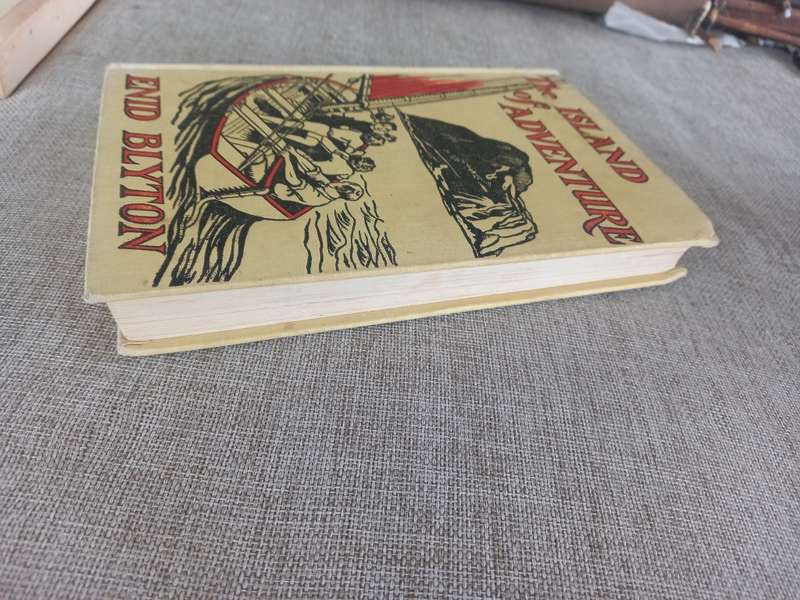 The ISLAND
of ADVENTURE
ENID BLYTON